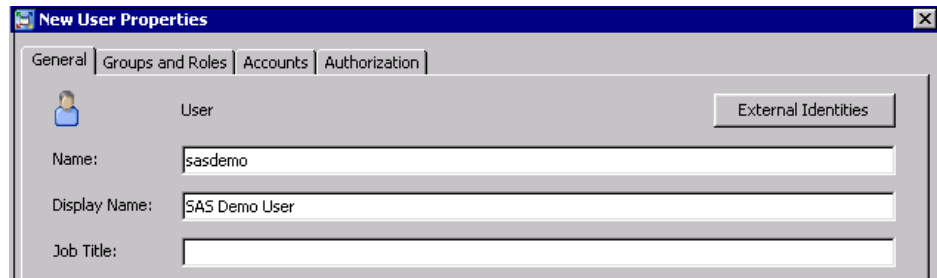 New User Properties
General Groups and Roles Accounts Authorization
User External Identities
Name: sasdemo
Display Name: SAS Demo User
Job Title: